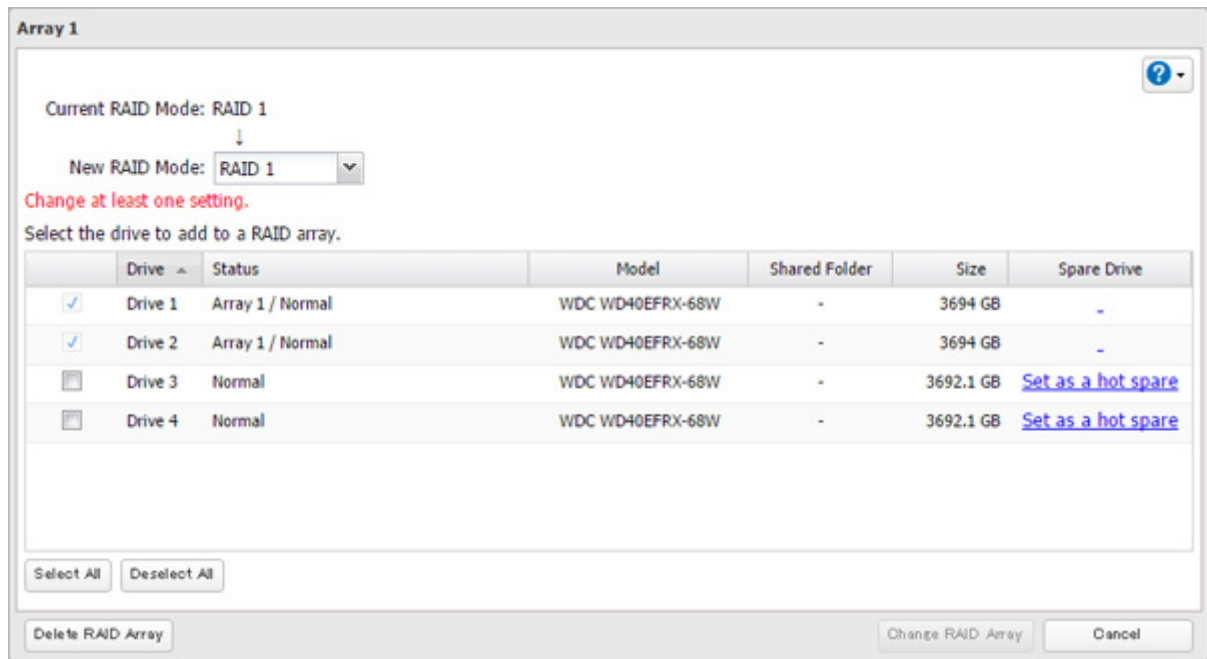 Array 1
?
Current RAID Mode: RAID 1
↓
New RAID Mode: RAID 1
Change at least one setting.
Select the drive to add to a RAID array.
Drive Status Model Shared Folder Size Spare Drive
Drive 1 Array 1 / Normal WDC WD40EFRX-68W - 3694 GB -
Drive 2 Array 1 / Normal WDC WD40EFRX-68W - 3694 GB -
Drive 3 Normal WDC WD40EFRX-68W - 3692.1 GB Set as a hot spare
Drive 4 Normal WDC WD40EFRX-68W - 3692.1 GB Set as a hot spare
Select All Deselect All
Delete RAID Array Change RAID Array Cancel